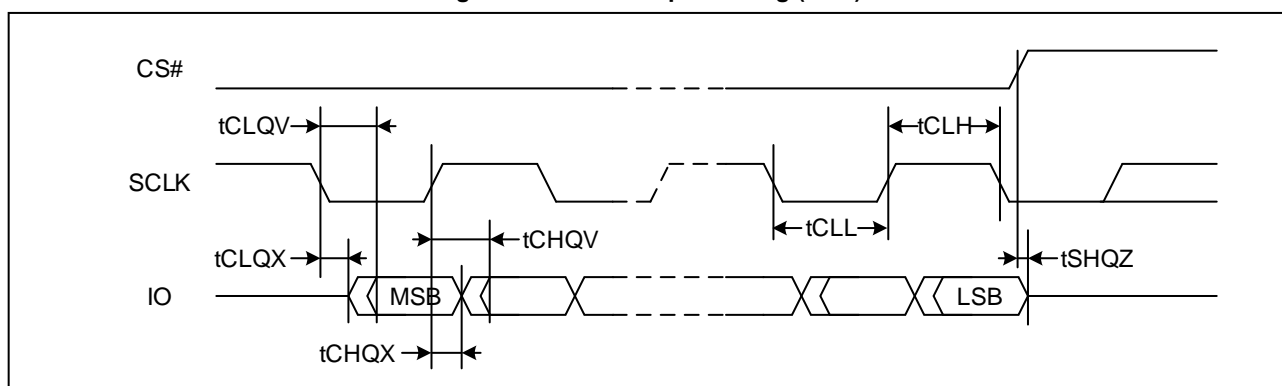 CS#
tCLQV
tCLH
SCLK
tCHQV
tCLL
tCLQX
tSHQZ
IO
MSB
LSB
tCHQX